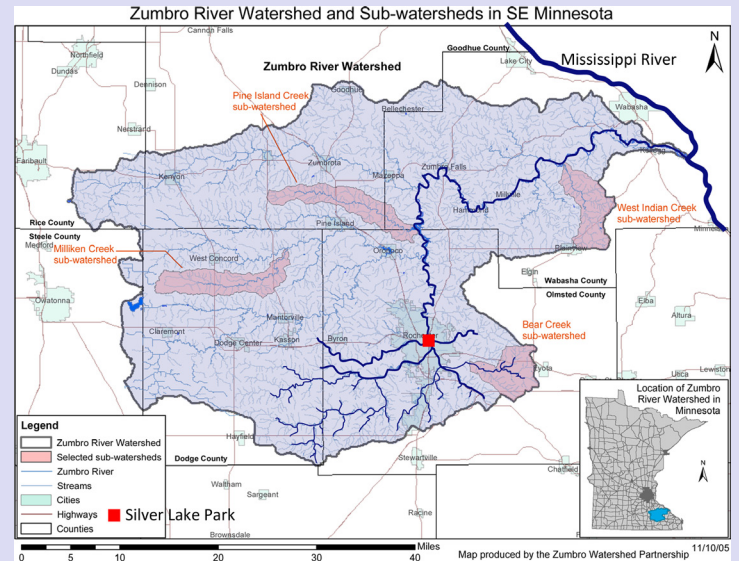 Zumbro River Watershed and Sub-watersheds in SE Minnesota
Cannon Falls
Northfield
Dundas
Goodhue County
Lake City
Mississippi River
N
Zumbro River Watershed
Dennison
Pine Island Creek
sub-watershed
Goodhue
Bellechester
Wabasha
Nerstrand
Kellogg
Faribault
Kenyon
Zumbrota
Mazeppa
Zumbro Falls
Millville
Hammond
West Indian Creek
sub-watershed
Rice County
Steele County
Medford
Pine Island
Minneiska
Milliken Creek
sub-watershed
West Concord
Oronoco
Plainview
Elgin
Wabasha County
Olmsted County
Owatonna
Elba
Altura
Mantorville
Claremont
Dodge Center
Kasson
Byron
Rochester
Bear Creek
sub-watershed
Eyota
Utica
Lewiston
Location of Zumbro
River Watershed in
Minnesota
N
Legend
Zumbro River Watershed
Selected sub-watersheds
Zumbro River
Streams
Cities
Highways
Counties
Silver Lake Park
Hayfield
Dodge County
Stewartville
Chatfield
Waltham
Sargeant
Racine
Brownsdale
Miles
0 5 10 20 30 40
Map produced by the Zumbro Watershed Partnership
11/10/05